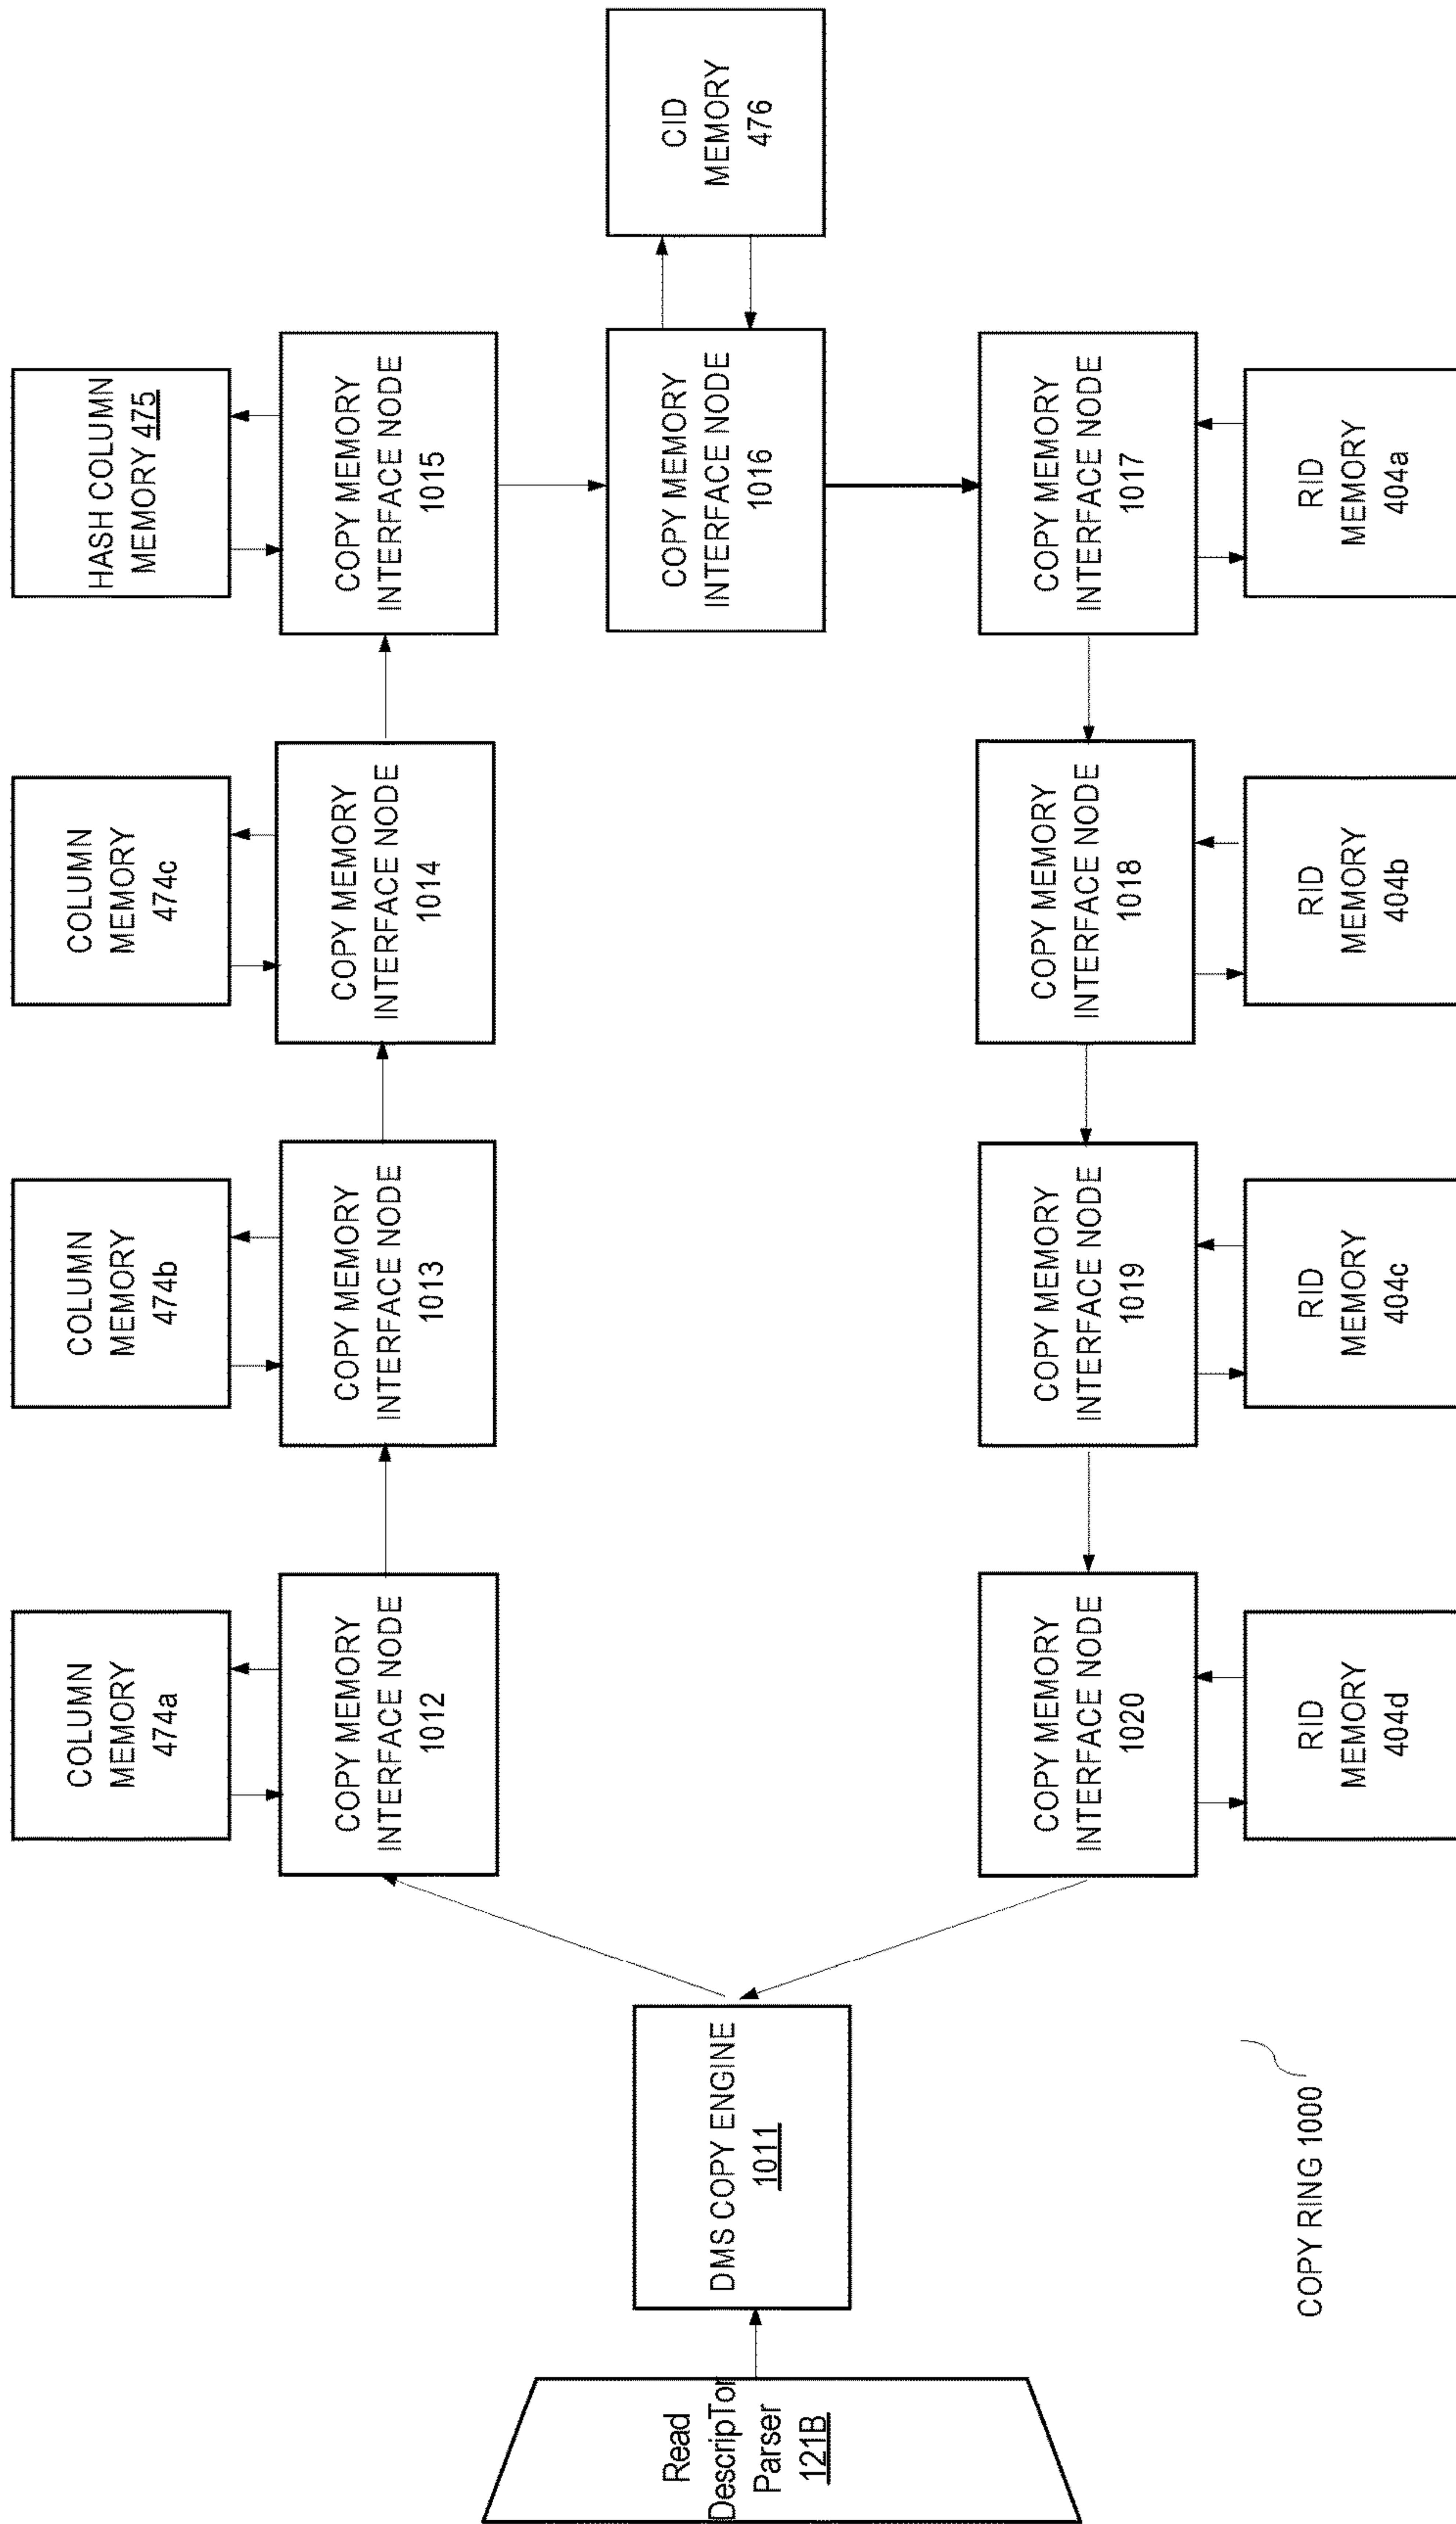 Read
DescripTor
Parser
121B
DMS COPY ENGINE
1011
COLUMN
MEMORY
474a
COPY MEMORY
INTERFACE NODE
1012
COLUMN
MEMORY
474b
COPY MEMORY
INTERFACE NODE
1013
COLUMN
MEMORY
474c
COPY MEMORY
INTERFACE NODE
1014
HASH COLUMN
MEMORY 475
COPY MEMORY
INTERFACE NODE
1015
COPY MEMORY
INTERFACE NODE
1016
CID
MEMORY
476
COPY MEMORY
INTERFACE NODE
1017
RID
MEMORY
404a
COPY MEMORY
INTERFACE NODE
1018
RID
MEMORY
404b
COPY MEMORY
INTERFACE NODE
1019
RID
MEMORY
404c
COPY MEMORY
INTERFACE NODE
1020
RID
MEMORY
404d
COPY RING 1000